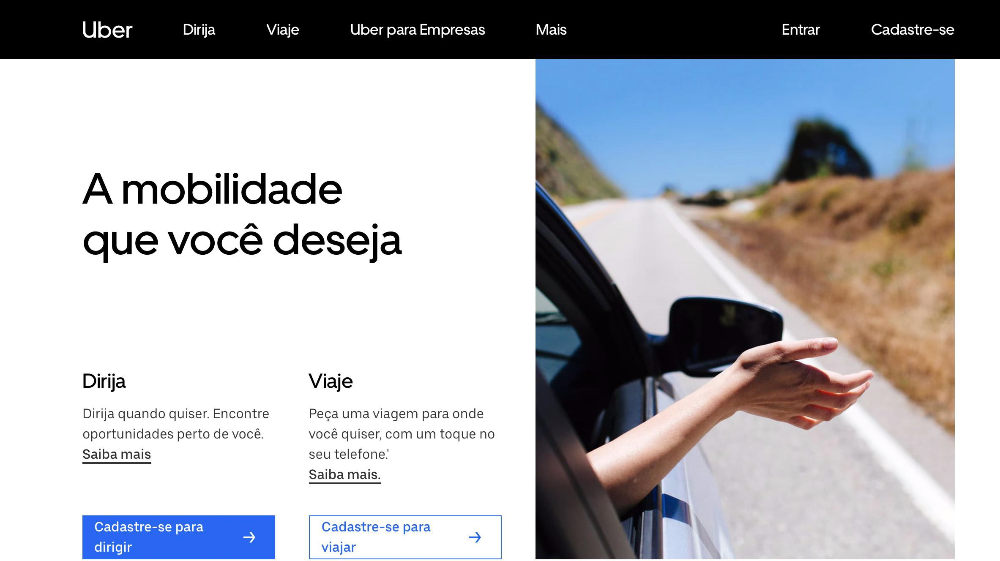 Uber
Dirija
Viaje
Uber para Empresas
Mais
Entrar
Cadastre-se
A mobilidade
que você deseja
Dirija
Dirija quando quiser. Encontre
oportunidades perto de você.
Saiba mais
Cadastre-se para
dirigir
Viaje
Peça uma viagem para onde
você quiser, com um toque no
seu telefone.'
Saiba mais.
Cadastre-se para
viajar